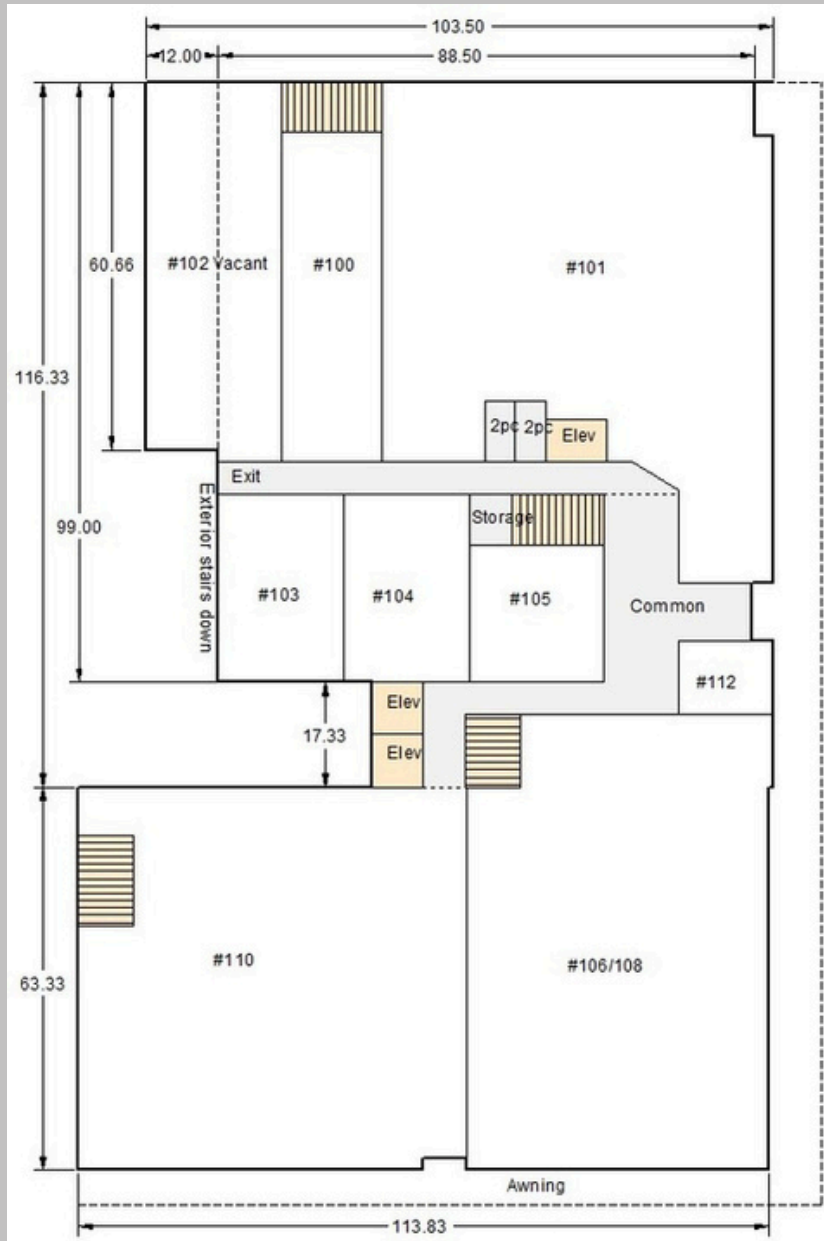 103.50
12.00
88.50
60.66
#102 Vacant
#100
#101
116.33
2pc
2pc
Elev
Exit
Storage
99.00
Exterior stairs down
#103
#104
#105
Common
#112
Elev
17.33
Elev
#110
#106/108
63.33
Awning
113.83